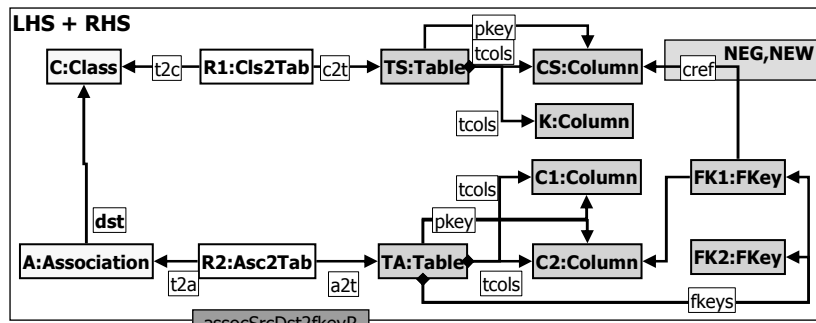 LHS + RHS
pkey
NEG,NEW
tcols
C:Class
t2c
R1:Cls2Tab
c2t
TS:Table
CS:Column
cref
tcols
K:Column
C1:Column
FK1:FKey
tcols
dst
pkey
A:Association
R2:Asc2Tab
TA:Table
C2:Column
FK2:FKey
t2a
a2t
tcols
fkeys